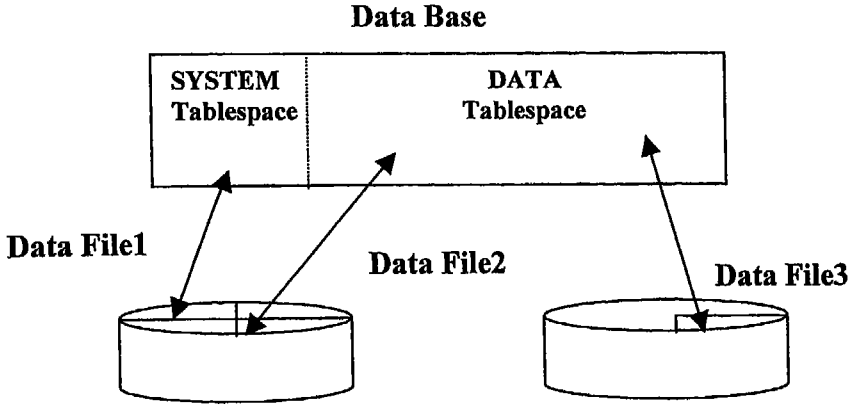 Data Base
SYSTEM
Tablespace
DATA
Tablespace
Data File1
Data File2
Data File3